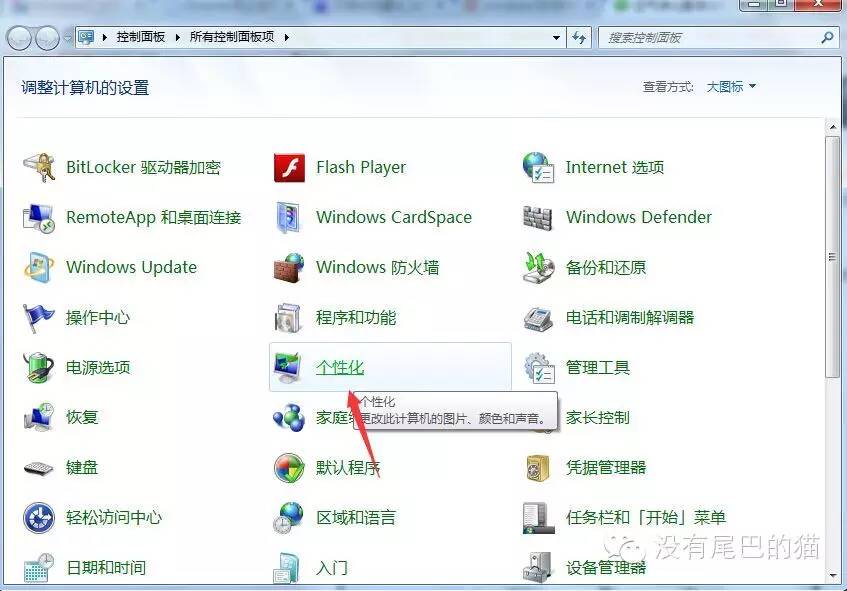 控制面板 ▸ 所有控制面板项 ▸
搜索控制面板
调整计算机的设置
查看方式: 大图标
BitLocker 驱动器加密
Flash Player
Internet 选项
RemoteApp 和桌面连接
Windows CardSpace
Windows Defender
Windows Update
Windows 防火墙
备份和还原
操作中心
程序和功能
电话和调制解调器
电源选项
个性化
管理工具
个性化
更改此计算机的图片、颜色和声音。
恢复
家庭
家长控制
键盘
默认程序
凭据管理器
轻松访问中心
区域和语言
任务栏和「开始」菜单
没有尾巴的猫
日期和时间
入门
设备管理器